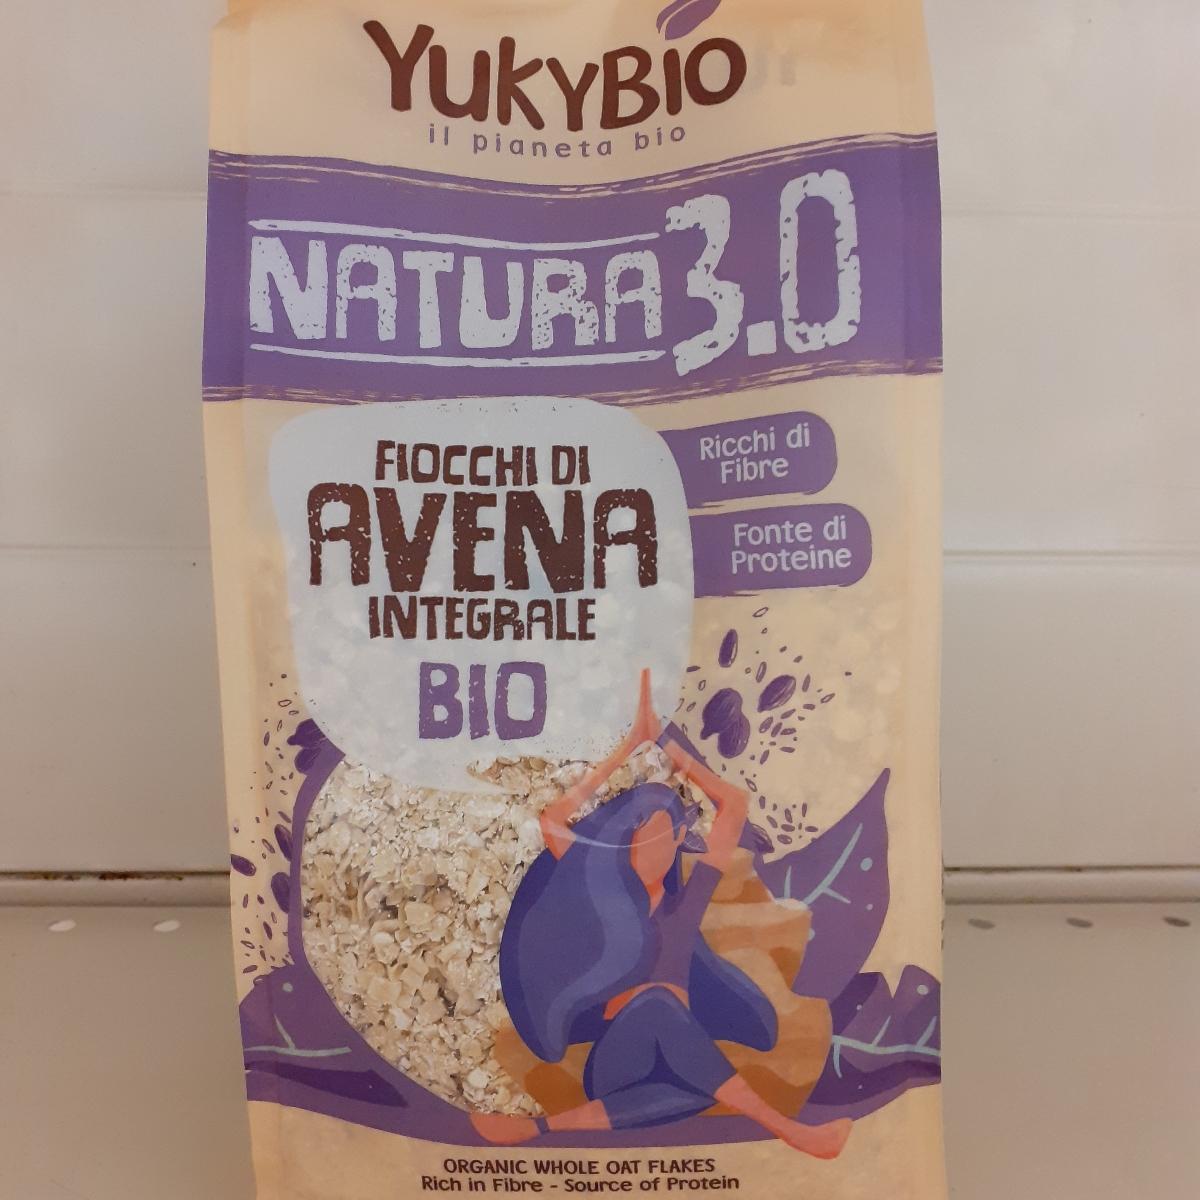 YUKYBIO
il pianeta bio
NATURA 3.0
FIOCCHI DI
AVENA
INTEGRALE
BIO
Ricchi di
Fibre
Fonte di
Proteine
ORGANIC WHOLE OAT FLAKES
Rich in Fibre - Source of Protein